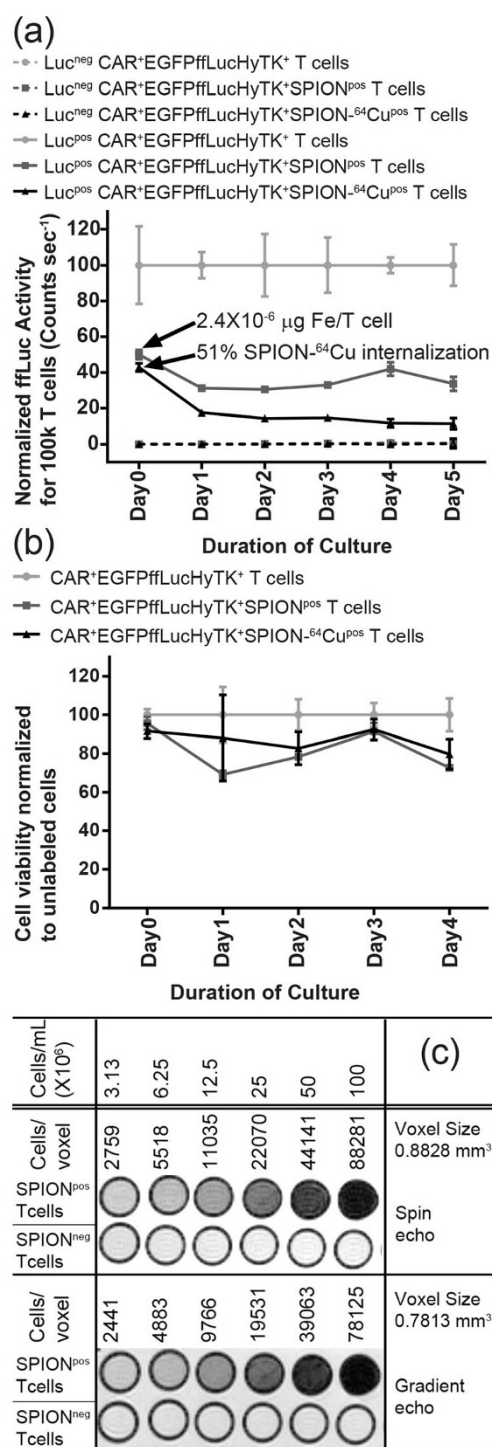 (a)
Luc^neg CAR⁺EGFPffLucHyTK⁺ T cells
Luc^neg CAR⁺EGFPffLucHyTK⁺SPION^pos T cells
Luc^neg CAR⁺EGFPffLucHyTK⁺SPION-⁶⁴Cu^pos T cells
Luc^pos CAR⁺EGFPffLucHyTK⁺ T cells
Luc^pos CAR⁺EGFPffLucHyTK⁺SPION^pos T cells
Luc^pos CAR⁺EGFPffLucHyTK⁺SPION-⁶⁴Cu^pos T cells
Normalized ffLuc Activity
for 100k T cells (Counts sec⁻¹)
120
100
80
60
40
20
0
2.4X10⁻⁶ µg Fe/T cell
51% SPION-⁶⁴Cu internalization
Day0
Day1
Day2
Day3
Day4
Day5
Duration of Culture
(b)
CAR⁺EGFPffLucHyTK⁺ T cells
CAR⁺EGFPffLucHyTK⁺SPION^pos T cells
CAR⁺EGFPffLucHyTK⁺SPION-⁶⁴Cu^pos T cells
Cell viability normalized
to unlabeled cells
120
100
80
60
40
20
0
Day0
Day1
Day2
Day3
Day4
Duration of Culture
(c)
Cells/mL
(X10⁶)
3.13
6.25
12.5
25
50
100
Cells/
voxel
2759
5518
11035
22070
44141
88281
Voxel Size
0.8828 mm³
SPION^pos
Tcells
SPION^neg
Tcells
Spin
echo
Cells/
voxel
2441
4883
9766
19531
39063
78125
Voxel Size
0.7813 mm³
SPION^pos
Tcells
SPION^neg
Tcells
Gradient
echo